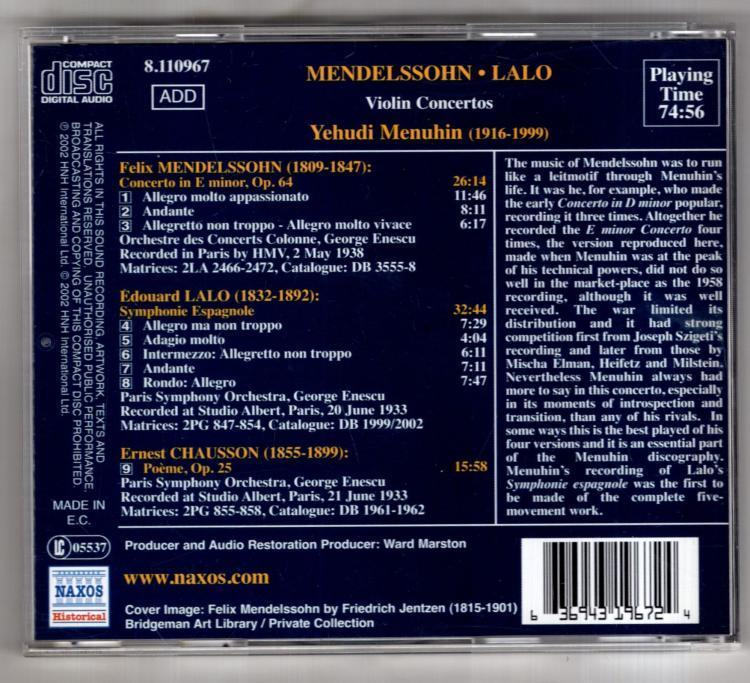 COMPACT
disc
DIGITAL AUDIO
8.110967
ADD
MENDELSSOHN • LALO
Violin Concertos
Yehudi Menuhin (1916-1999)
Playing
Time
74:56
ALL RIGHTS IN THIS SOUND RECORDING, ARTWORK, TEXTS AND
TRANSLATIONS RESERVED. UNAUTHORISED PUBLIC PERFORMANCE,
BROADCASTING AND COPYING OF THIS COMPACT DISC PROHIBITED.
℗ 2002 HNH International Ltd. © 2002 HNH International Ltd.
MADE IN
E.C.
LC 05537
NAXOS
Historical
Felix MENDELSSOHN (1809-1847):
Concerto in E minor, Op. 64 26:14
1 Allegro molto appassionato 11:46
2 Andante 8:11
3 Allegretto non troppo - Allegro molto vivace 6:17
Orchestre des Concerts Colonne, George Enescu
Recorded in Paris by HMV, 2 May 1938
Matrices: 2LA 2466-2472, Catalogue: DB 3555-8
Édouard LALO (1832-1892):
Symphonie Espagnole 32:44
4 Allegro ma non troppo 7:29
5 Adagio molto 4:04
6 Intermezzo: Allegretto non troppo 6:11
7 Andante 7:11
8 Rondo: Allegro 7:47
Paris Symphony Orchestra, George Enescu
Recorded at Studio Albert, Paris, 20 June 1933
Matrices: 2PG 847-854, Catalogue: DB 1999/2002
Ernest CHAUSSON (1855-1899):
9 Poème, Op. 25 15:58
Paris Symphony Orchestra, George Enescu
Recorded at Studio Albert, Paris, 21 June 1933
Matrices: 2PG 855-858, Catalogue: DB 1961-1962
The music of Mendelssohn was to run
like a leitmotif through Menuhin's
life. It was he, for example, who made
the early Concerto in D minor popular,
recording it three times. Altogether he
recorded the E minor Concerto four
times, the version reproduced here,
made when Menuhin was at the peak
of his technical powers, did not do so
well in the market-place as the 1958
recording, although it was well
received. The war limited its
distribution and it had strong
competition first from Joseph Szigeti's
recording and later from those by
Mischa Elman, Heifetz and Milstein.
Nevertheless Menuhin always had
more to say in this concerto, especially
in its moments of introspection and
transition, than any of his rivals. In
some ways this is the best played of his
four versions and it is an essential part
of the Menuhin discography.
Menuhin's recording of Lalo's
Symphonie espagnole was the first to
be made of the complete five-
movement work.
Producer and Audio Restoration Producer: Ward Marston
www.naxos.com
Cover Image: Felix Mendelssohn by Friedrich Jentzen (1815-1901)
Bridgeman Art Library / Private Collection
6 36943 19672 4